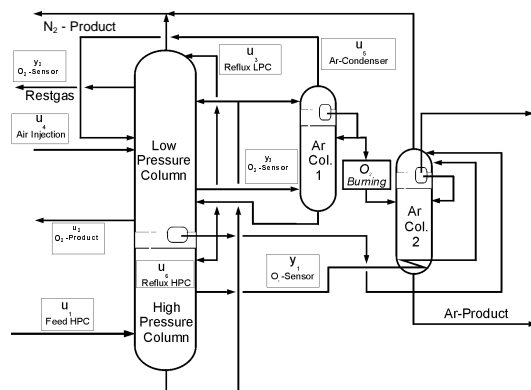 N2 - Product
y2
O2 -Sensor
Restgas
u4
Air Injection
u3
Reflux LPC
u5
Ar-Condenser
Low
Pressure
Column
y3
O2 -Sensor
Ar
Col.
1
O2
Burning
Ar
Col.
2
u2
O2 -Product
u6
Reflux HPC
y1
O2 -Sensor
u1
Feed HPC
High
Pressure
Column
Ar-Product